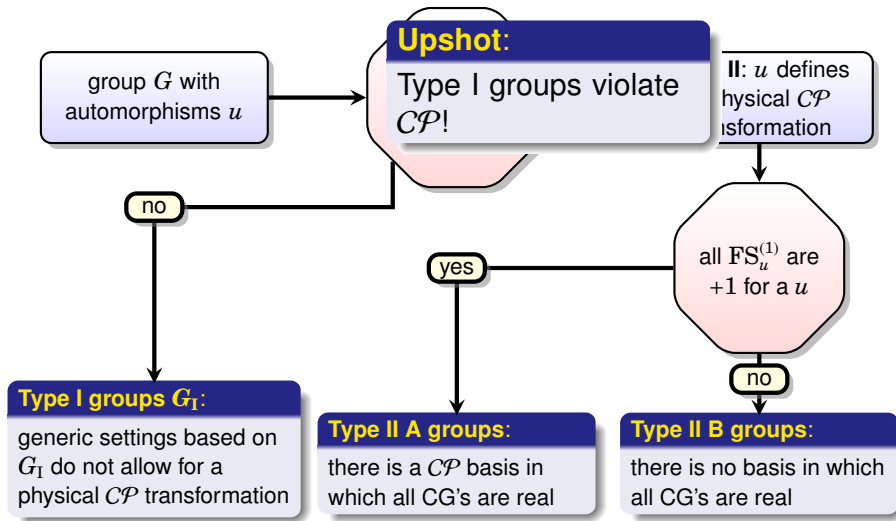 group G with
automorphisms u
Upshot:
Type I groups violate
CP!
II: u defines
hysical CP
nsformation
no
yes
all FS_u^{(1)} are
+1 for a u
no
Type I groups G_I:
generic settings based on
G_I do not allow for a
physical CP transformation
Type II A groups:
there is a CP basis in
which all CG's are real
Type II B groups:
there is no basis in which
all CG's are real